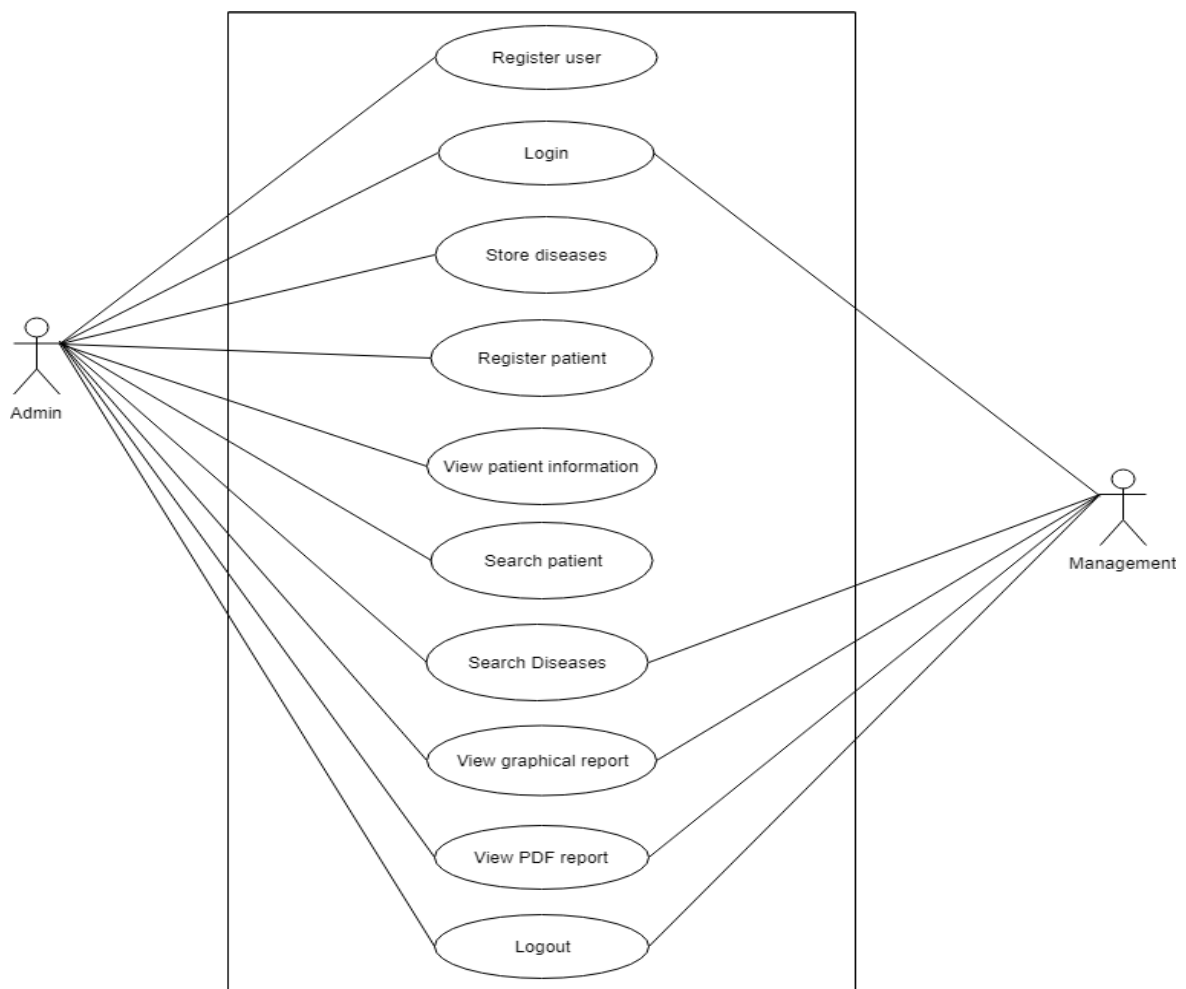 Register user
Login
Store diseases
Register patient
Admin
View patient information
Search patient
Management
Search Diseases
View graphical report
View PDF report
Logout